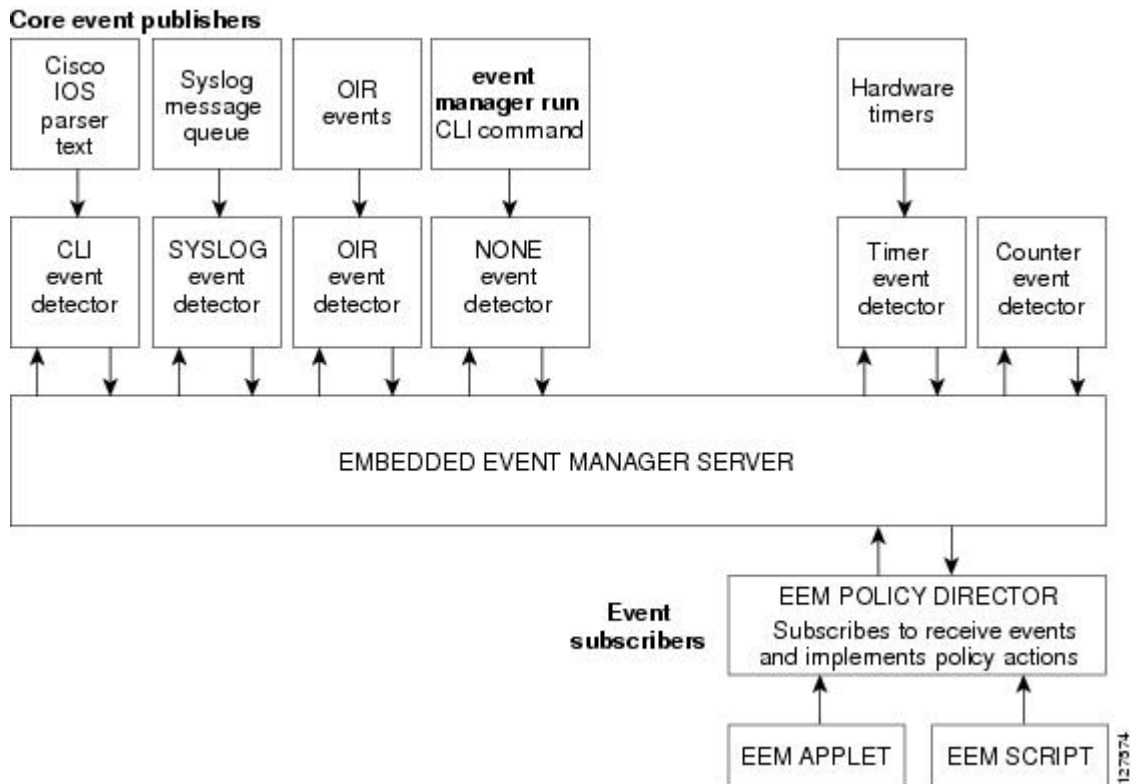 Core event publishers
Cisco
IOS
parser
text
Syslog
message
queue
OIR
events
event
manager run
CLI command
Hardware
timers
CLI
event
detector
SYSLOG
event
detector
OIR
event
detector
NONE
event
detector
Timer
event
detector
Counter
event
detector
EMBEDDED EVENT MANAGER SERVER
Event
subscribers
EEM POLICY DIRECTOR
Subscribes to receive events
and implements policy actions
EEM APPLET
EEM SCRIPT
127574